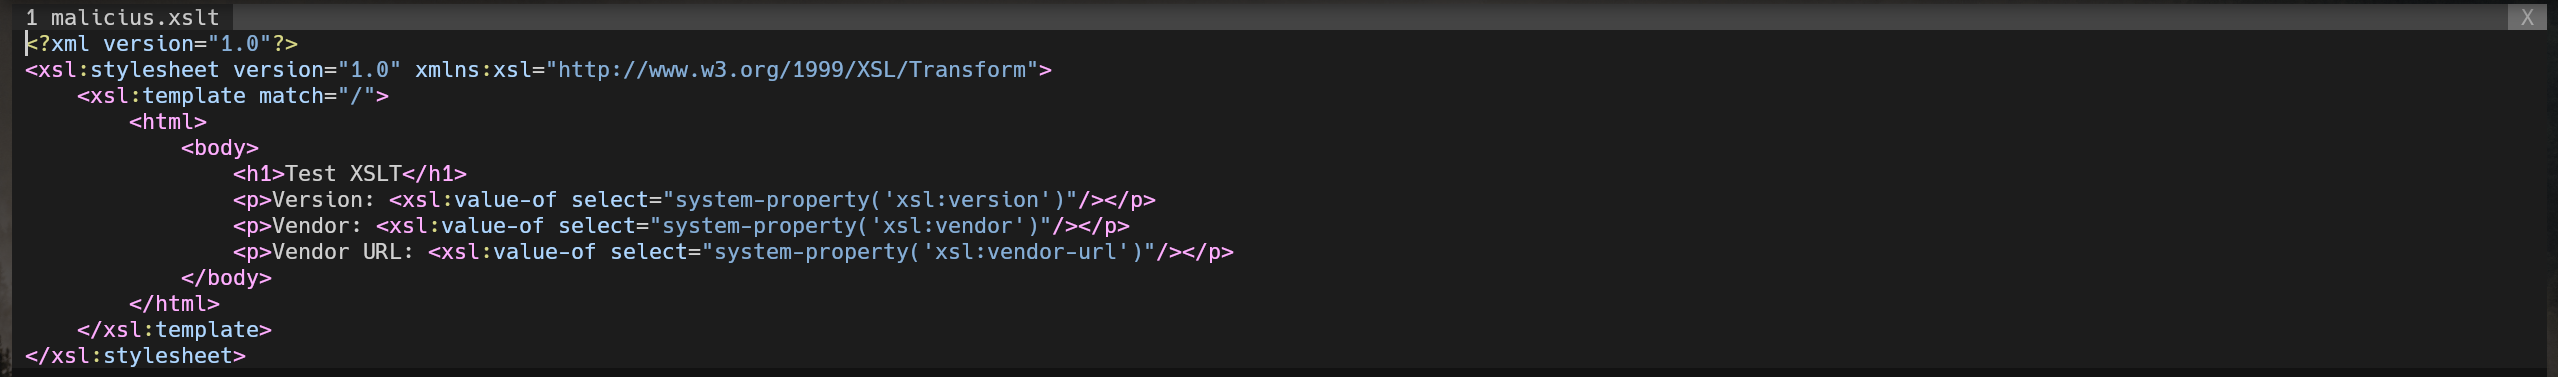 1 malicius.xslt X
<?xml version="1.0"?>
<xsl:stylesheet version="1.0" xmlns:xsl="http://www.w3.org/1999/XSL/Transform">
    <xsl:template match="/">
        <html>
            <body>
                <h1>Test XSLT</h1>
                <p>Version: <xsl:value-of select="system-property('xsl:version')"/></p>
                <p>Vendor: <xsl:value-of select="system-property('xsl:vendor')"/></p>
                <p>Vendor URL: <xsl:value-of select="system-property('xsl:vendor-url')"/></p>
            </body>
        </html>
    </xsl:template>
</xsl:stylesheet>